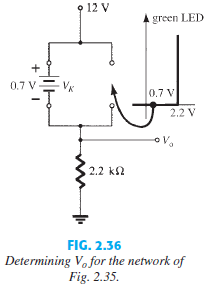 12 V
green LED
+
0.7 V
V_K
−
0.7 V
2.2 V
V_o
2.2 kΩ
FIG. 2.36
Determining V_o for the network of
Fig. 2.35.